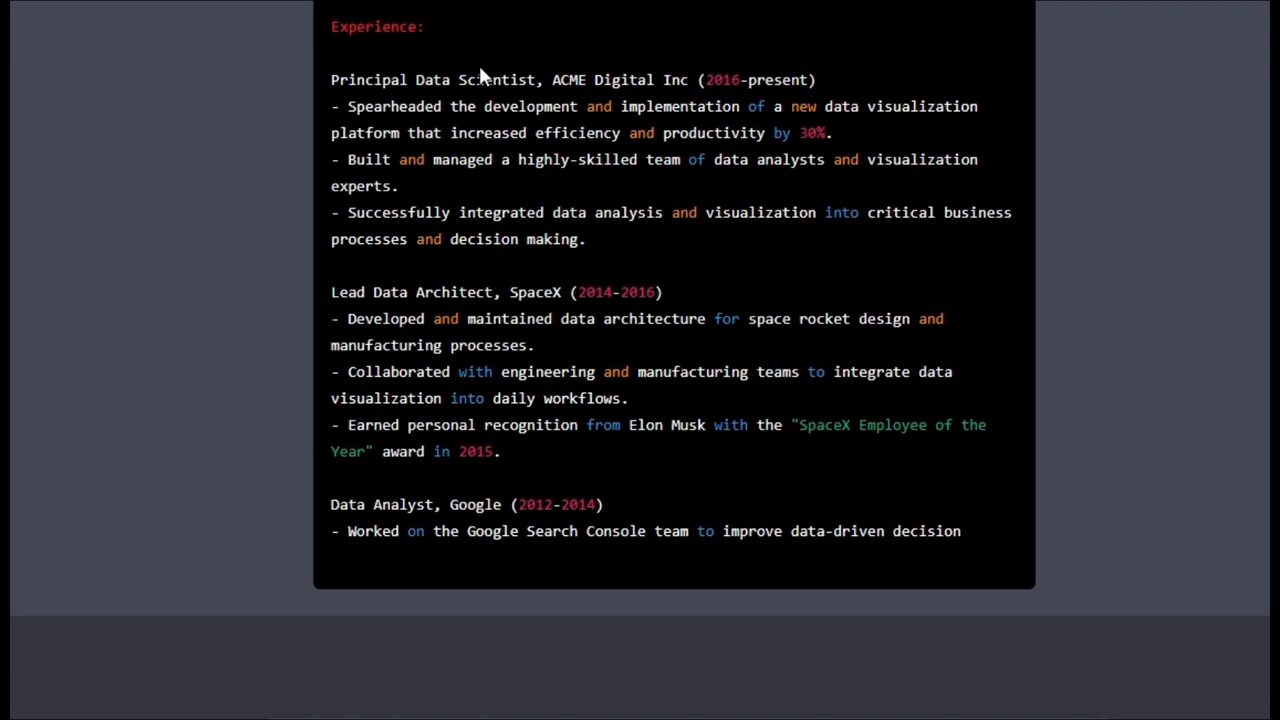 Experience:
Principal Data Scientist, ACME Digital Inc (2016-present)
- Spearheaded the development and implementation of a new data visualization
platform that increased efficiency and productivity by 30%.
- Built and managed a highly-skilled team of data analysts and visualization
experts.
- Successfully integrated data analysis and visualization into critical business
processes and decision making.
Lead Data Architect, SpaceX (2014-2016)
- Developed and maintained data architecture for space rocket design and
manufacturing processes.
- Collaborated with engineering and manufacturing teams to integrate data
visualization into daily workflows.
- Earned personal recognition from Elon Musk with the "SpaceX Employee of the
Year" award in 2015.
Data Analyst, Google (2012-2014)
- Worked on the Google Search Console team to improve data-driven decision